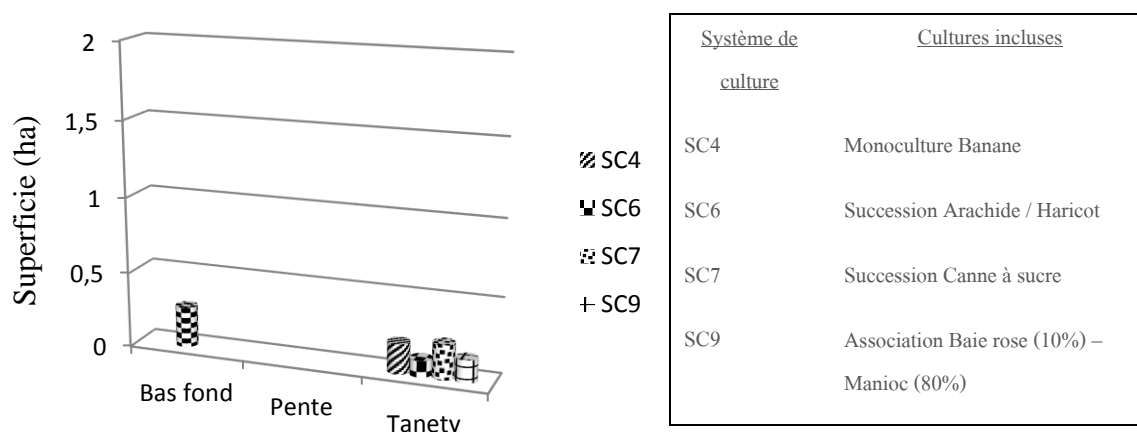 Superficie (ha)
2
1,5
1
0,5
0
Bas fond
Pente
Tanety
SC4
SC6
SC7
SC9
Système de culture
Cultures incluses
SC4 Monoculture Banane
SC6 Succession Arachide / Haricot
SC7 Succession Canne à sucre
SC9 Association Baie rose (10%) –
Manioc (80%)